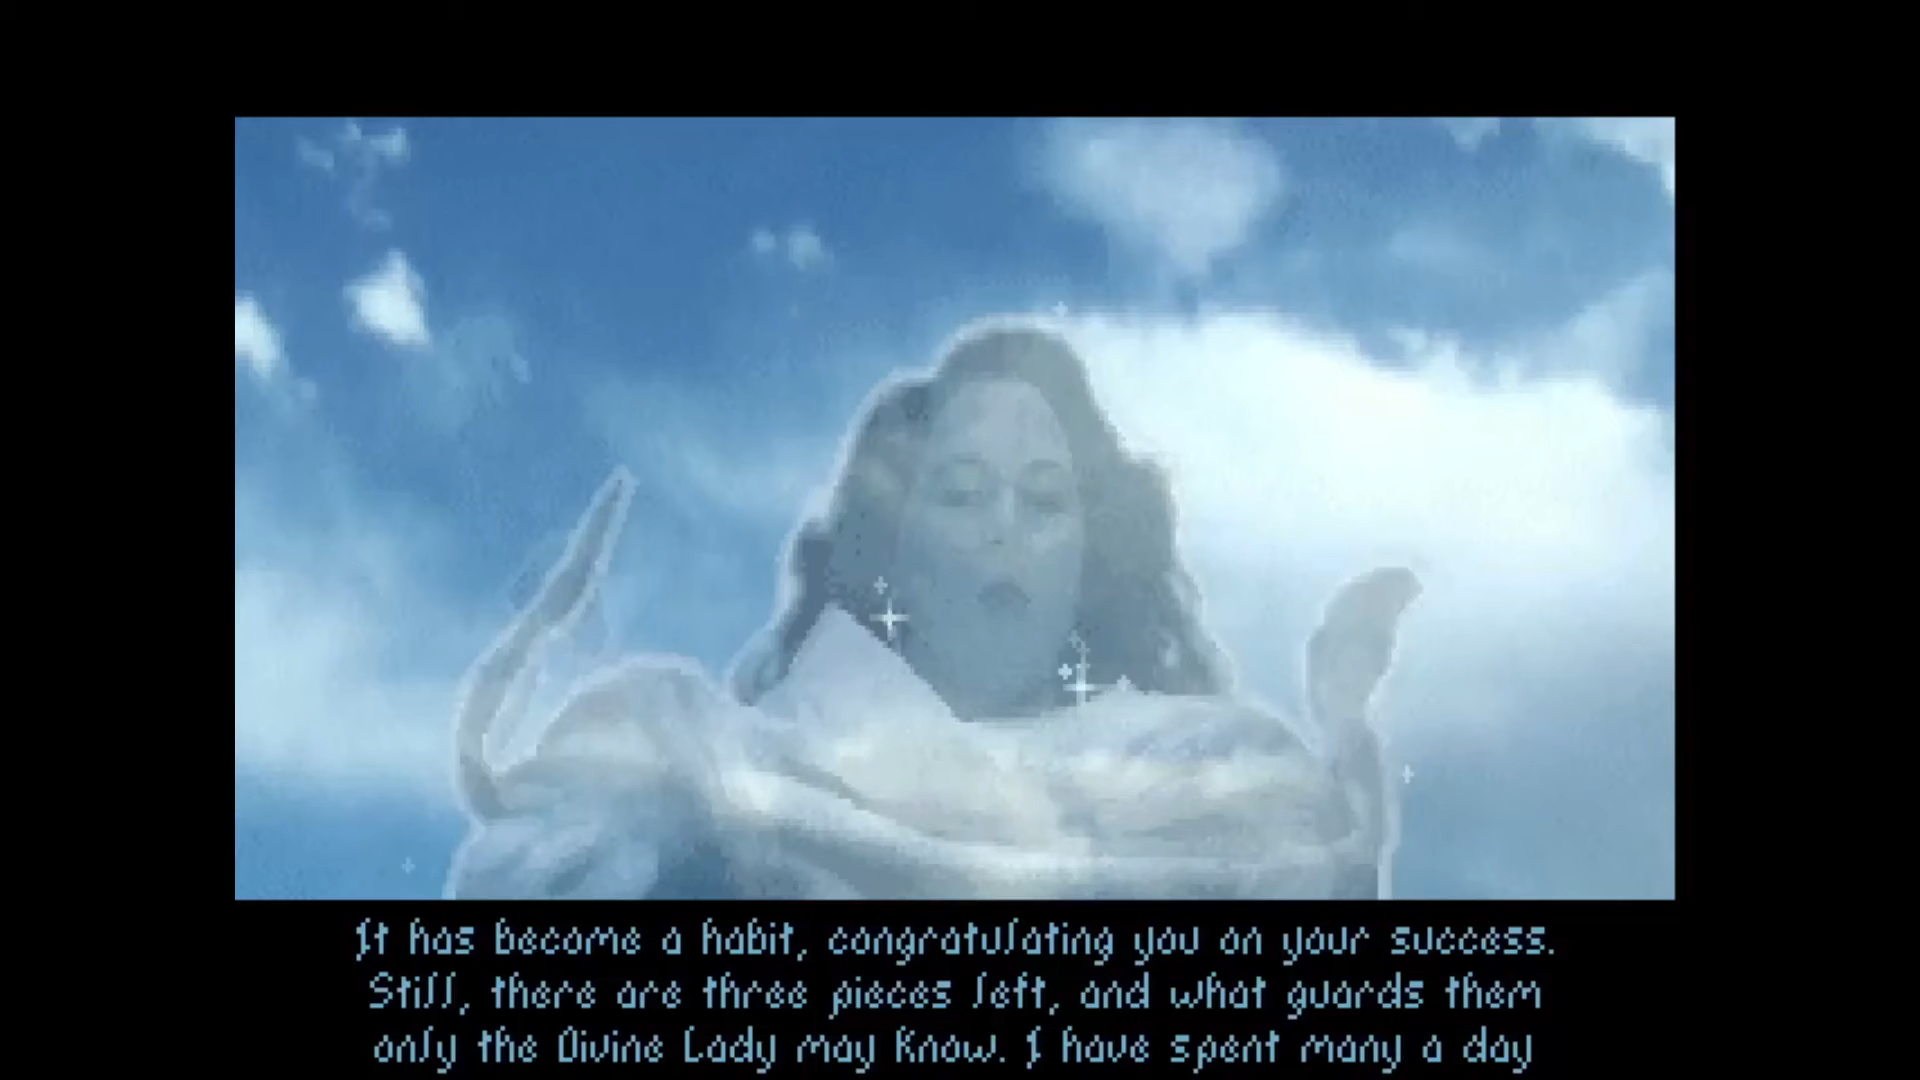 It has become a habit, congratulating you on your success.
Still, there are three pieces left, and what guards them
only the Divine Lady may know. I have spent many a day